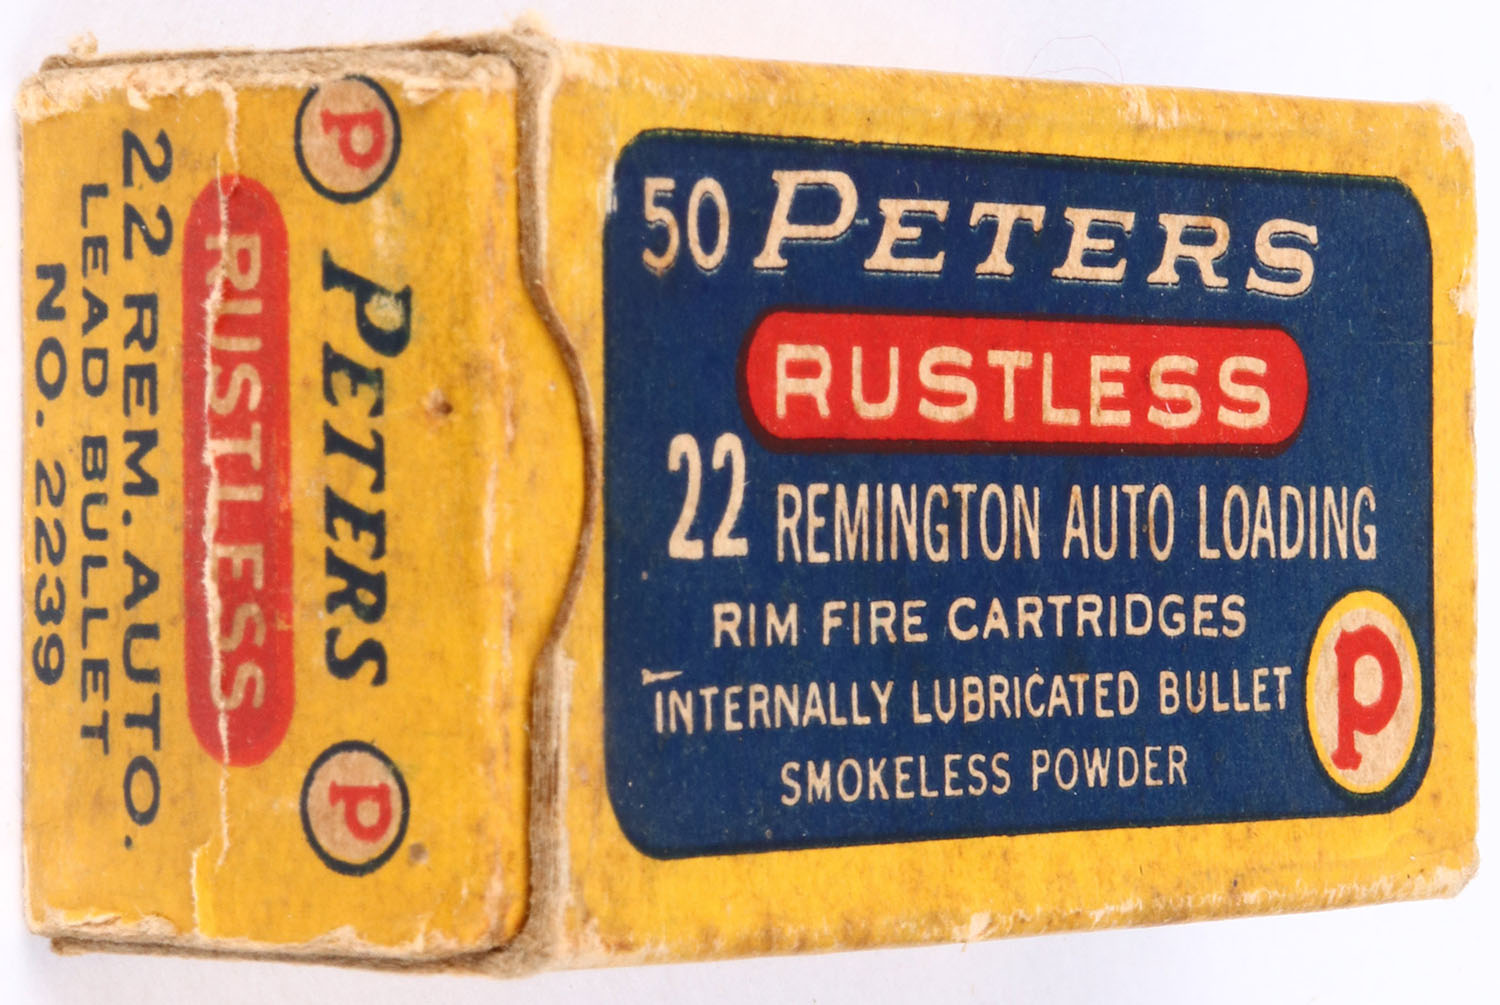 50 PETERS
RUSTLESS
22 REMINGTON AUTO LOADING
RIM FIRE CARTRIDGES
INTERNALLY LUBRICATED BULLET
SMOKELESS POWDER
P
P PETERS P
RUSTLESS
22 REM. AUTO.
LEAD BULLET
NO. 2239